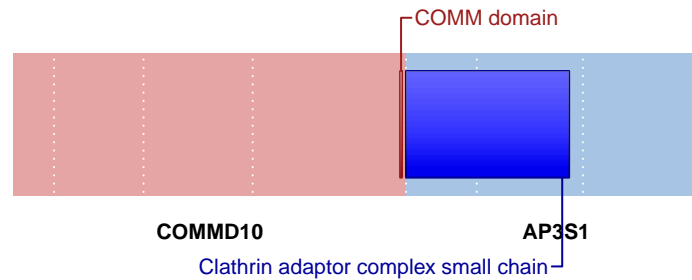 COMM domain
COMMD10
AP3S1
Clathrin adaptor complex small chain